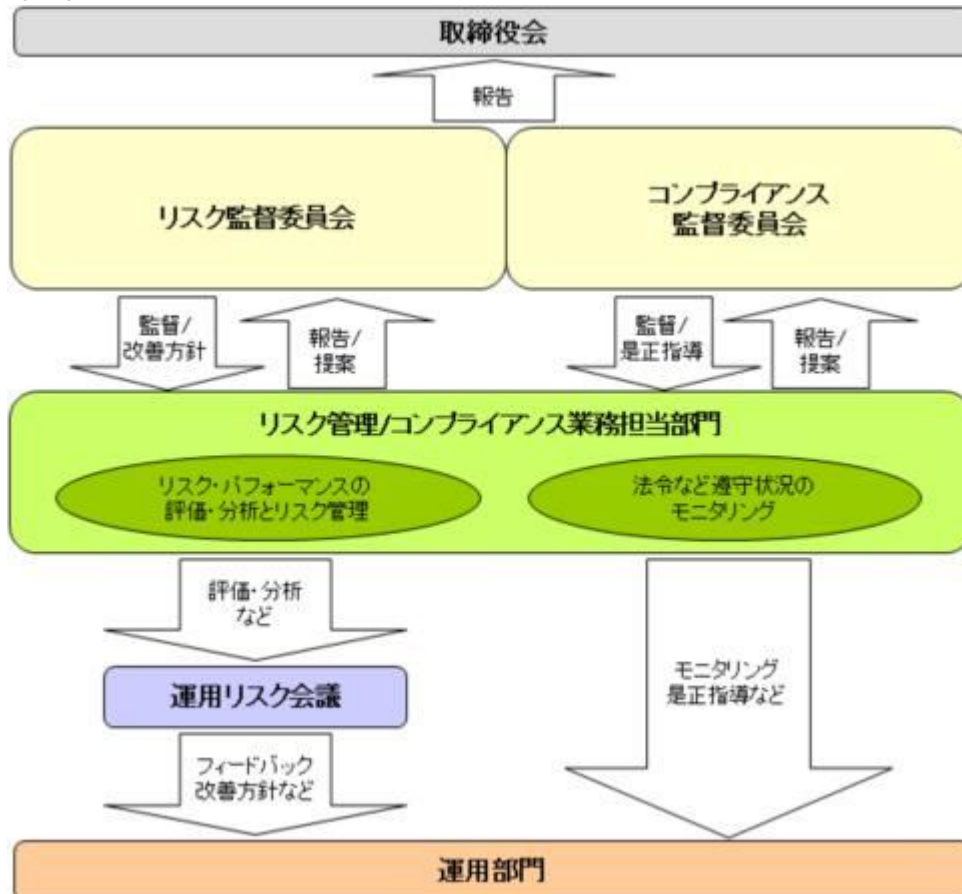 取締役会
報告
リスク監督委員会
コンプライアンス
監督委員会
監督/
改善方針
報告/
提案
監督/
是正指導
報告/
提案
リスク管理/コンプライアンス業務担当部門
リスク・パフォーマンスの
評価・分析とリスク管理
法令など遵守状況の
モニタリング
評価・分析
など
運用リスク会議
モニタリング
是正指導など
フィードバック
改善方針など
運用部門